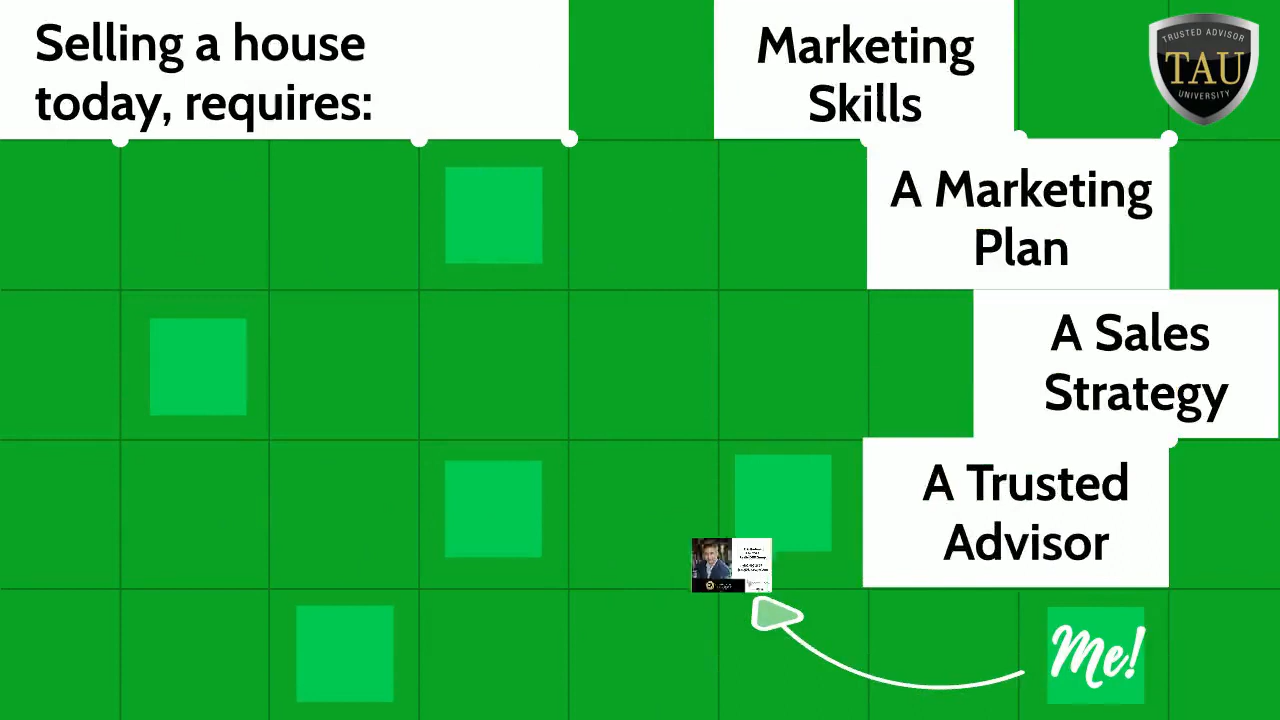 Selling a house
today, requires:
Marketing
Skills
TRUSTED ADVISOR
TAU
UNIVERSITY
A Marketing
Plan
A Sales
Strategy
A Trusted
Advisor
Me!